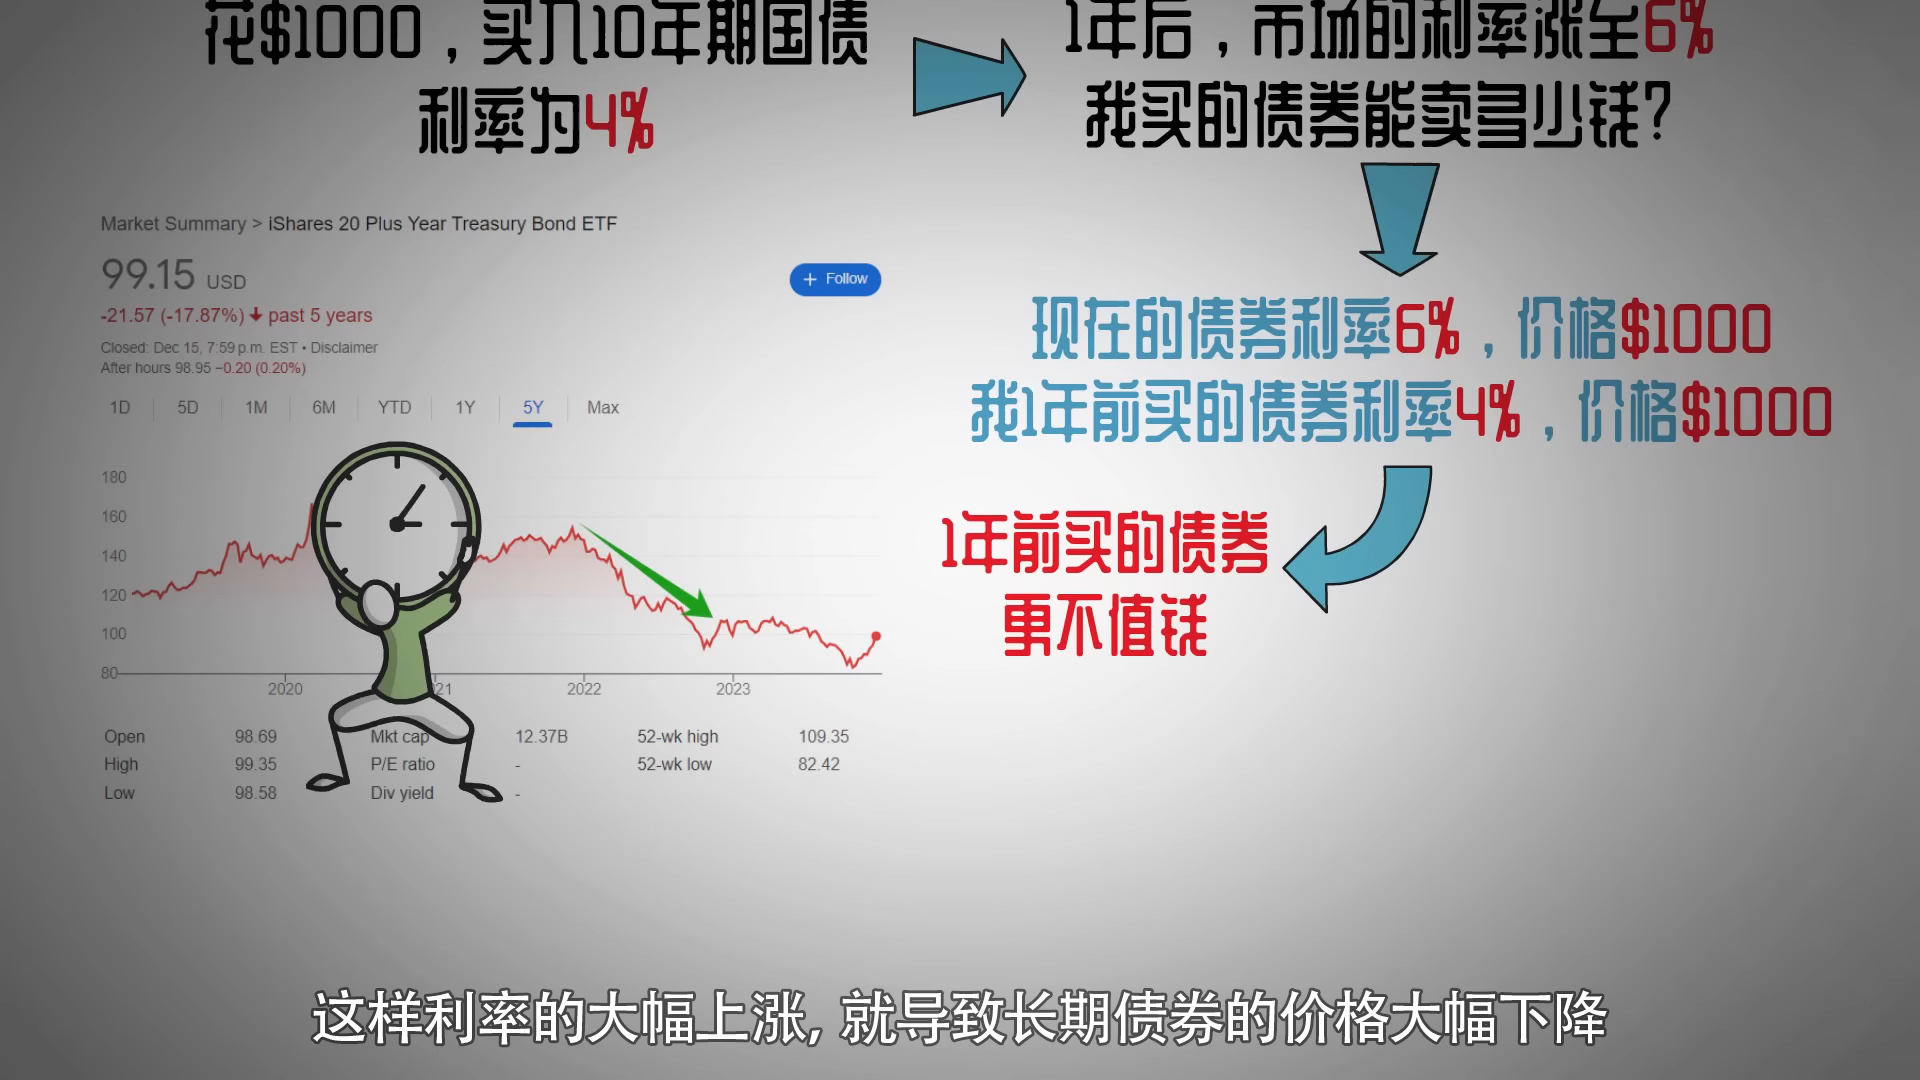 花$1000，买入10年期国债
利率为4%
1年后，市场的利率涨至6%
我买的债券能卖多少钱?
Market Summary > iShares 20 Plus Year Treasury Bond ETF
99.15 USD
+ Follow
-21.57 (-17.87%) past 5 years
Closed: Dec 15, 7:59 p.m. EST • Disclaimer
After hours 98.95 −0.20 (0.20%)
1D 5D 1M 6M YTD 1Y 5Y Max
现在的债券利率6%，价格$1000
我1年前买的债券利率4%，价格$1000
1年前买的债券
更不值钱
180
160
140
120
100
80
2020 21 2022 2023
Open 98.69 Mkt cap 12.37B 52-wk high 109.35
High 99.35 P/E ratio - 52-wk low 82.42
Low 98.58 Div yield -
这样利率的大幅上涨, 就导致长期债券的价格大幅下降